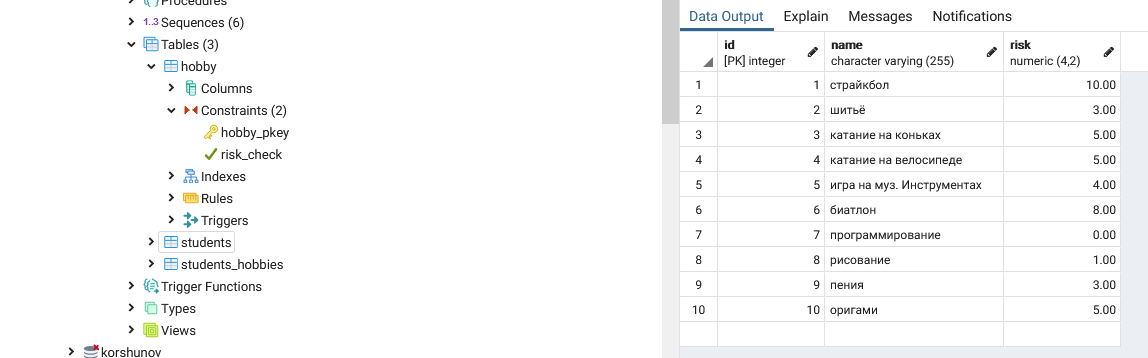 Procedures
1..3 Sequences (6)
Tables (3)
hobby
Columns
Constraints (2)
hobby_pkey
risk_check
Indexes
Rules
Triggers
students
students_hobbies
Trigger Functions
Types
Views
korshunov
Data Output Explain Messages Notifications
id name risk
[PK] integer character varying (255) numeric (4,2)
1 1 страйкбол 10.00
2 2 шитьё 3.00
3 3 катание на коньках 5.00
4 4 катание на велосипеде 5.00
5 5 игра на муз. Инструментах 4.00
6 6 биатлон 8.00
7 7 программирование 0.00
8 8 рисование 1.00
9 9 пения 3.00
10 10 оригами 5.00